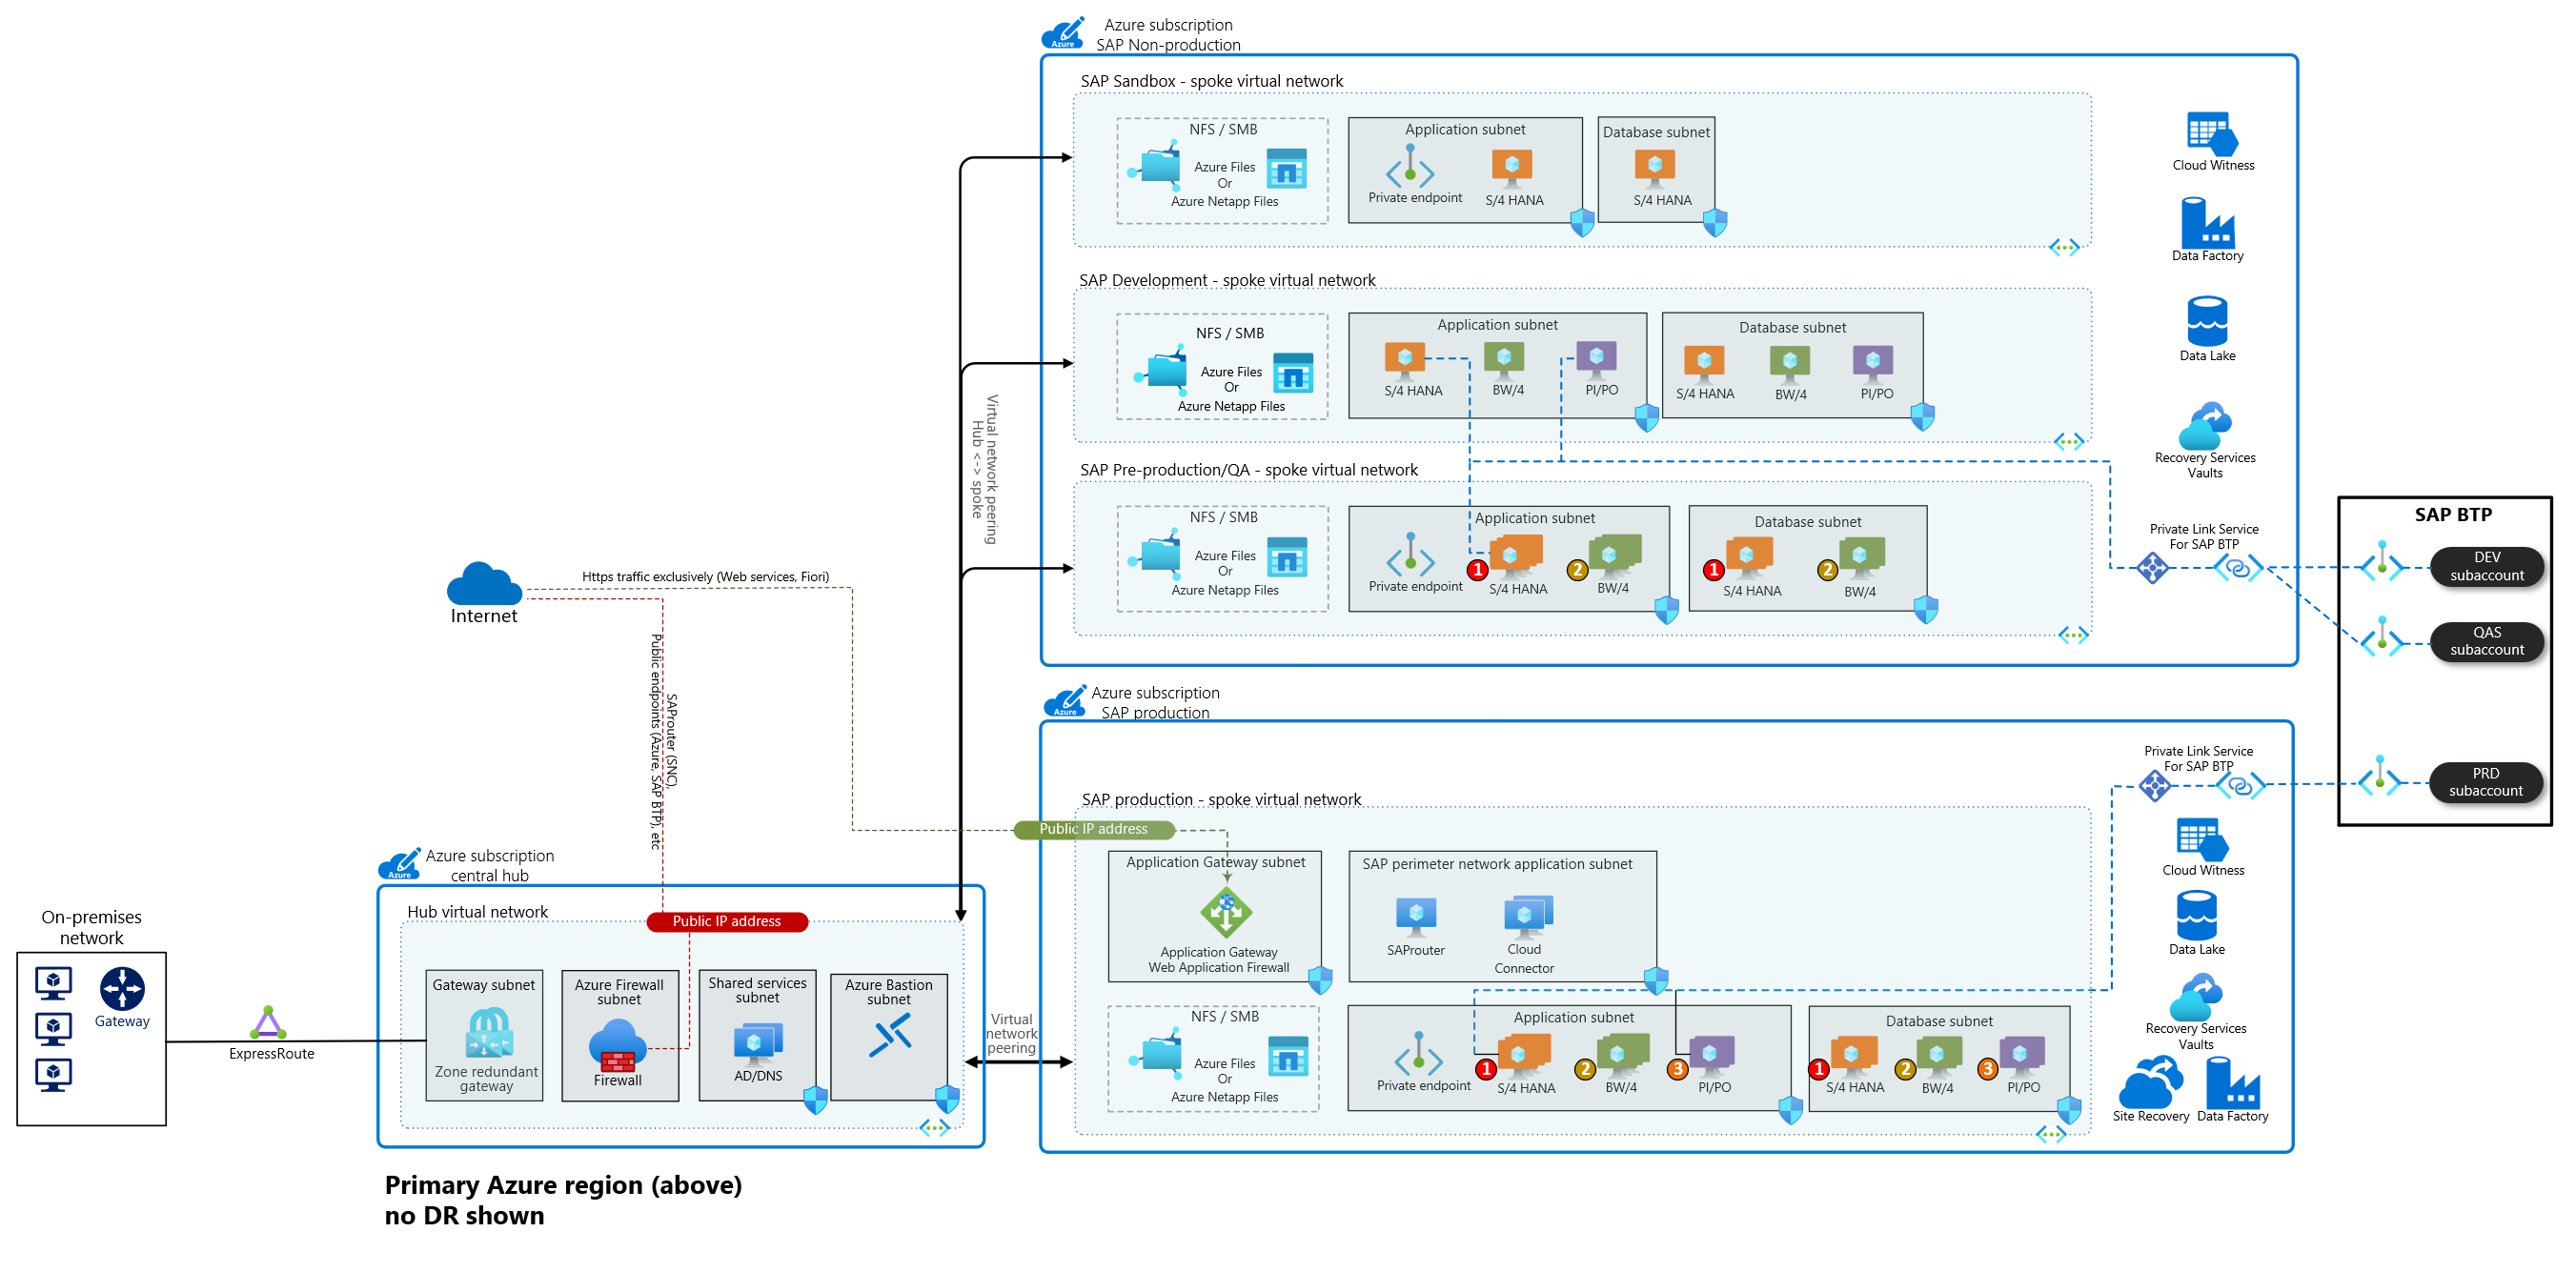 Azure subscription
SAP Non-production
Azure
SAP Sandbox - spoke virtual network
NFS / SMB
Azure Files
Or
Azure Netapp Files
Application subnet
Private endpoint
S/4 HANA
Database subnet
S/4 HANA
Cloud Witness
Data Factory
Data Lake
Recovery Services
Vaults
SAP Development - spoke virtual network
NFS / SMB
Azure Files
Or
Azure Netapp Files
Application subnet
S/4 HANA
BW/4
PI/PO
Database subnet
S/4 HANA
BW/4
PI/PO
Virtual network peering
Hub <-> spoke
SAP Pre-production/QA - spoke virtual network
NFS / SMB
Azure Files
Or
Azure Netapp Files
Application subnet
Private endpoint
1
S/4 HANA
2
BW/4
Database subnet
1
S/4 HANA
2
BW/4
Private Link Service
For SAP BTP
SAP BTP
DEV
subaccount
QAS
subaccount
PRD
subaccount
Internet
Https traffic exclusively (Web services, Fiori)
SAProuter (SNC),
Public endpoints (Azure, SAP BTP), etc
Azure subscription
SAP production
Azure
SAP production - spoke virtual network
Public IP address
Application Gateway subnet
Application Gateway
Web Application Firewall
SAP perimeter network application subnet
SAProuter
Cloud
Connector
NFS / SMB
Azure Files
Or
Azure Netapp Files
Application subnet
Private endpoint
1
S/4 HANA
2
BW/4
3
PI/PO
Database subnet
1
S/4 HANA
2
BW/4
3
PI/PO
Private Link Service
For SAP BTP
Cloud Witness
Data Lake
Recovery Services
Vaults
Site Recovery
Data Factory
Azure subscription
central hub
Azure
Hub virtual network
Public IP address
Gateway subnet
Zone redundant
gateway
Azure Firewall
subnet
Firewall
Shared services
subnet
AD/DNS
Azure Bastion
subnet
Virtual
network
peering
On-premises
network
Gateway
ExpressRoute
Primary Azure region (above)
no DR shown